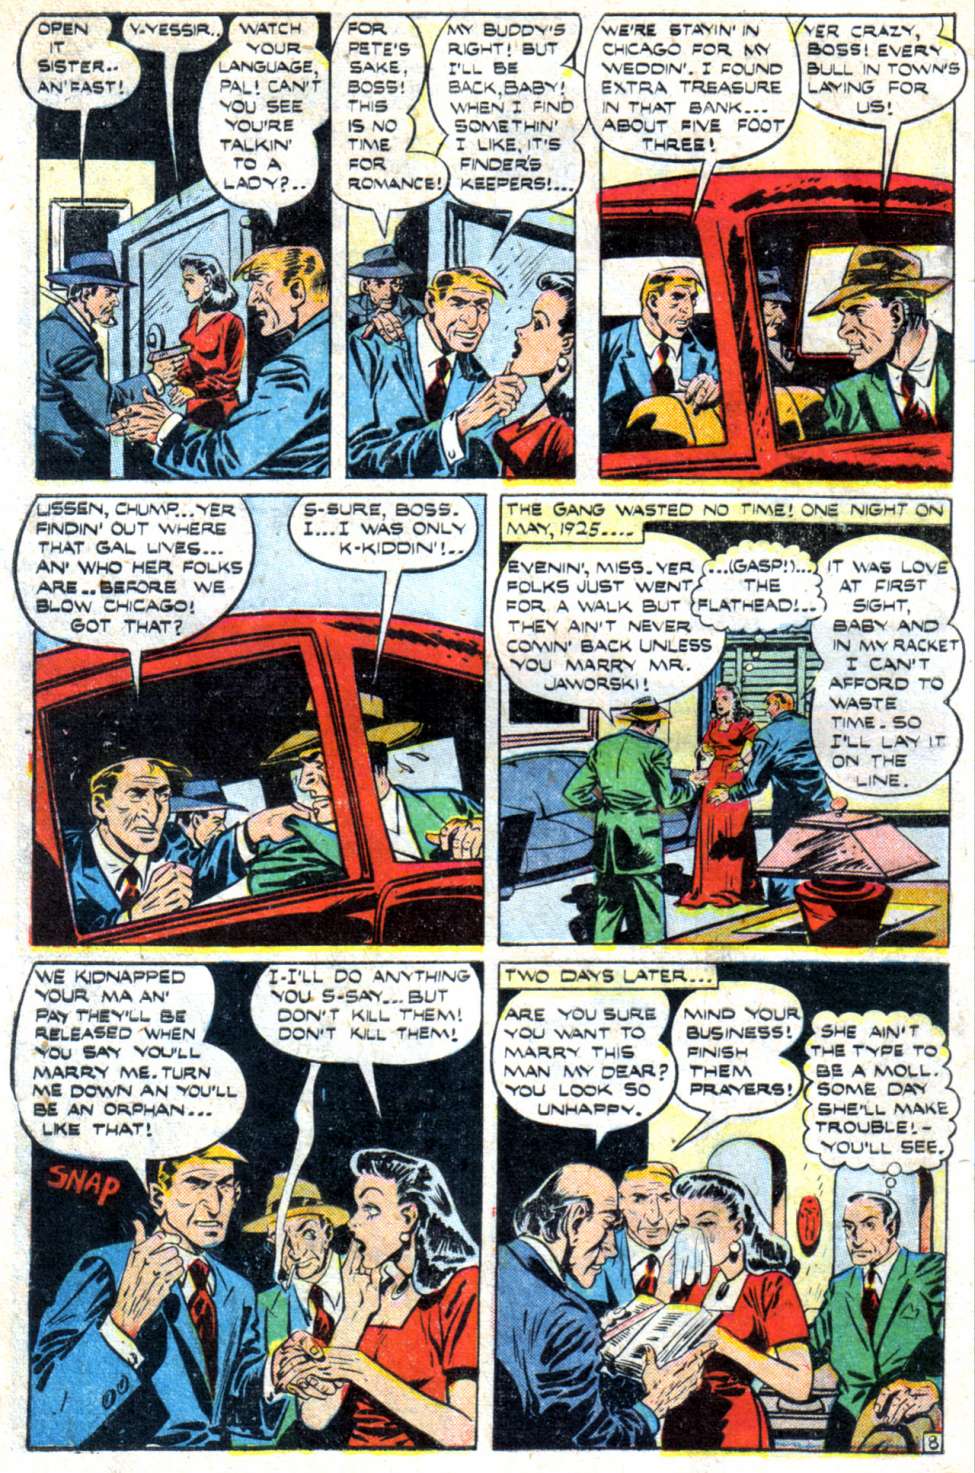 OPEN
IT
SISTER..
AN' FAST!
Y-YESSIR..
WATCH
YOUR
LANGUAGE,
PAL! CAN'T
YOU SEE
YOU'RE
TALKIN'
TO A
LADY?..
FOR
PETE'S
SAKE,
BOSS!
THIS
IS NO
TIME
FOR
ROMANCE!
MY BUDDY'S
RIGHT! BUT
I'LL BE
BACK, BABY!
WHEN I FIND
SOMETHIN'
I LIKE, IT'S
FINDER'S
KEEPERS!...
WE'RE STAYIN' IN
CHICAGO FOR MY
WEDDIN'. I FOUND
EXTRA TREASURE
IN THAT BANK...
ABOUT FIVE FOOT
THREE!
YER CRAZY,
BOSS! EVERY
BULL IN TOWN'S
LAYING FOR
US!
LISSEN, CHUMP...YER
FINDIN' OUT WHERE
THAT GAL LIVES...
AN' WHO HER FOLKS
ARE..BEFORE WE
BLOW CHICAGO!
GOT THAT?
S-SURE, BOSS.
I...I WAS ONLY
K-KIDDIN'!..
THE GANG WASTED NO TIME! ONE NIGHT ON
MAY, 1925....
EVENIN', MISS. YER
FOLKS JUST WENT
FOR A WALK BUT
THEY AIN'T NEVER
COMIN' BACK UNLESS
YOU MARRY MR.
JAWORSKI!
...(GASP!)...
THE
FLATHEAD!..
IT WAS LOVE
AT FIRST
SIGHT,
BABY AND
IN MY RACKET
I CAN'T
AFFORD TO
WASTE
TIME. SO
I'LL LAY IT
ON THE
LINE.
WE KIDNAPPED
YOUR MA AN'
PA. THEY'LL BE
RELEASED WHEN
YOU SAY YOU'LL
MARRY ME. TURN
ME DOWN AN YOU'LL
BE AN ORPHAN...
LIKE THAT!
SNAP
I-I'LL DO ANYTHING
YOU S-SAY...BUT
DON'T KILL THEM!
DON'T KILL THEM!
TWO DAYS LATER...
ARE YOU SURE
YOU WANT TO
MARRY THIS
MAN MY DEAR?
YOU LOOK SO
UNHAPPY.
MIND YOUR
BUSINESS!
FINISH
THEM
PRAYERS!
SHE AIN'T
THE TYPE TO
BE A MOLL.
SOME DAY
SHE'LL MAKE
TROUBLE!-
YOU'LL SEE.
8